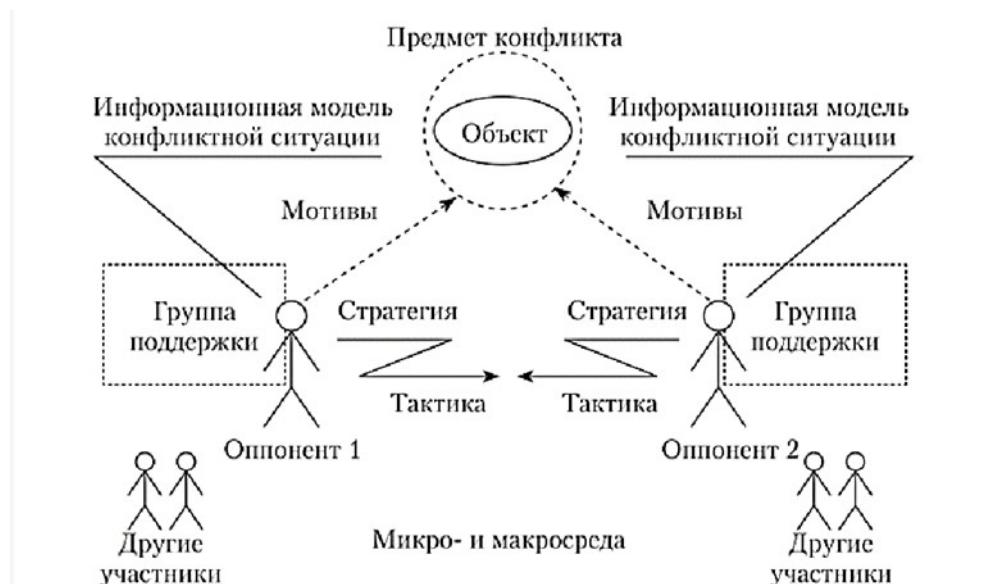 Предмет конфликта
Информационная модель
конфликтной ситуации
Объект
Информационная модель
конфликтной ситуации
Мотивы
Мотивы
Группа
поддержки
Стратегия
Стратегия
Группа
поддержки
Тактика
Тактика
Оппонент 1
Оппонент 2
Другие
участники
Микро- и макросреда
Другие
участники